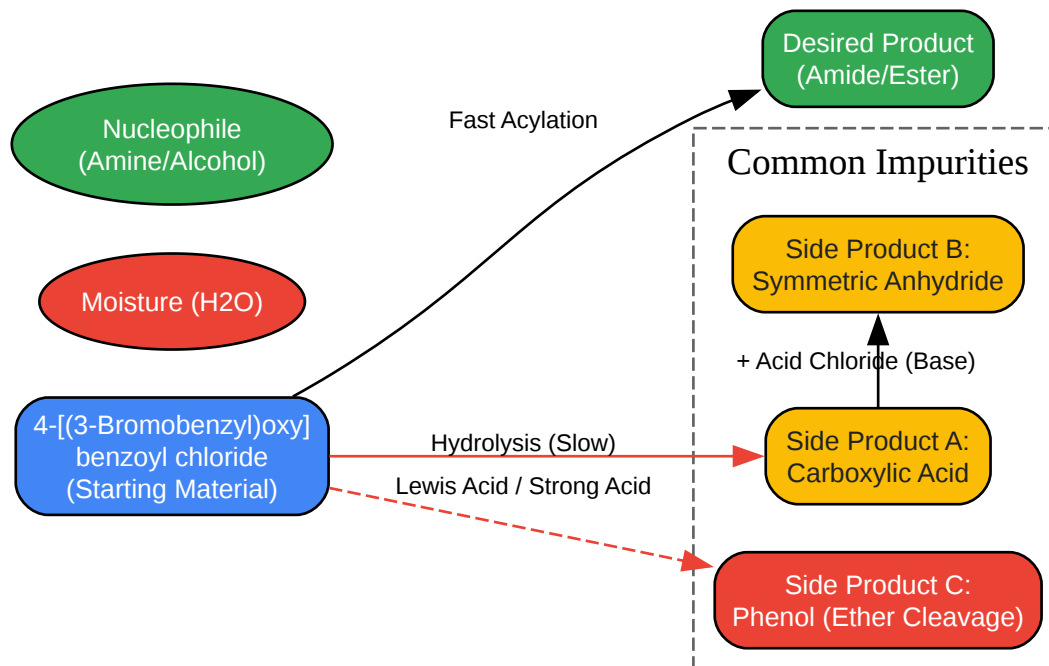 Desired Product
(Amide/Ester)
Nucleophile
(Amine/Alcohol)
Fast Acylation
Common Impurities
Side Product B:
Symmetric Anhydride
Moisture (H2O)
+ Acid Chloride (Base)
4-[(3-Bromobenzyl)oxy]
benzoyl chloride
(Starting Material)
Hydrolysis (Slow)
Side Product A:
Carboxylic Acid
Lewis Acid / Strong Acid
Side Product C:
Phenol (Ether Cleavage)